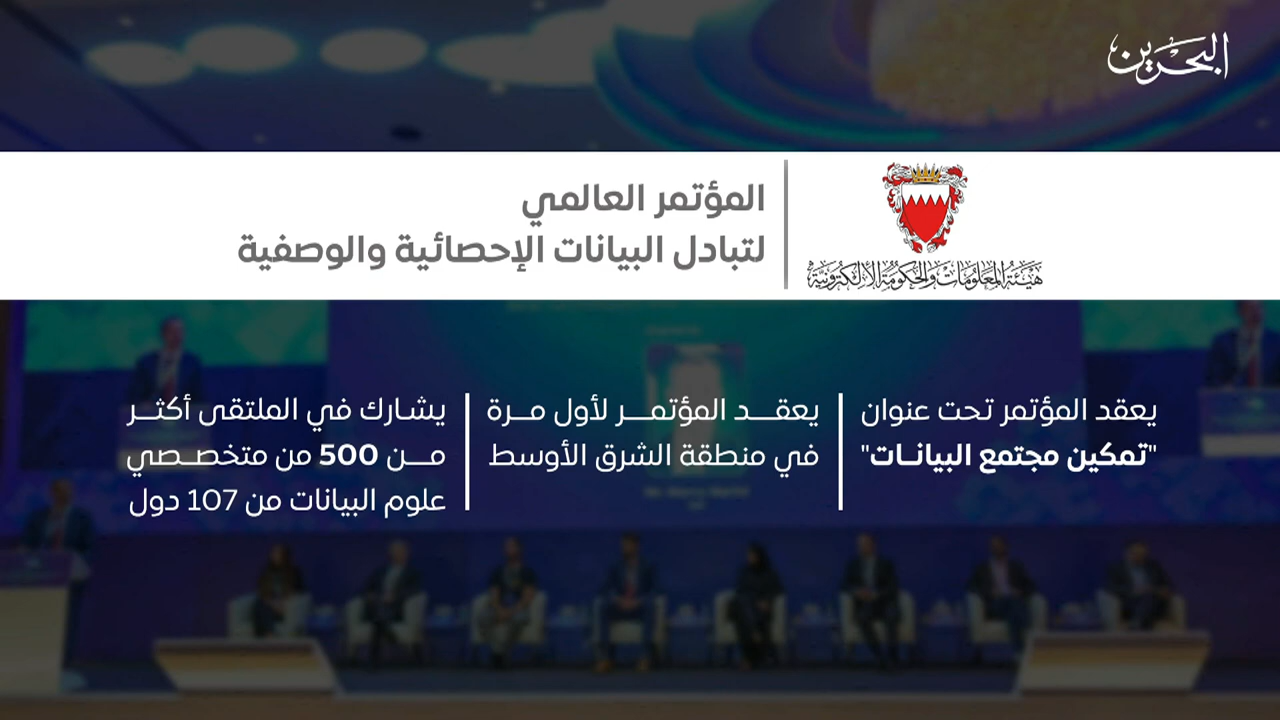 البحرين
هيئة المعلومات والحكومة الإلكترونية
المؤتمر العالمي
لتبادل البيانات الإحصائية والوصفية
يعقد المؤتمر تحت عنوان
"تمكين مجتمع البيانات"
يعقد المؤتمر لأول مرة
في منطقة الشرق الأوسط
يشارك في الملتقى أكثر
من 500 من متخصصي
علوم البيانات من 107 دول